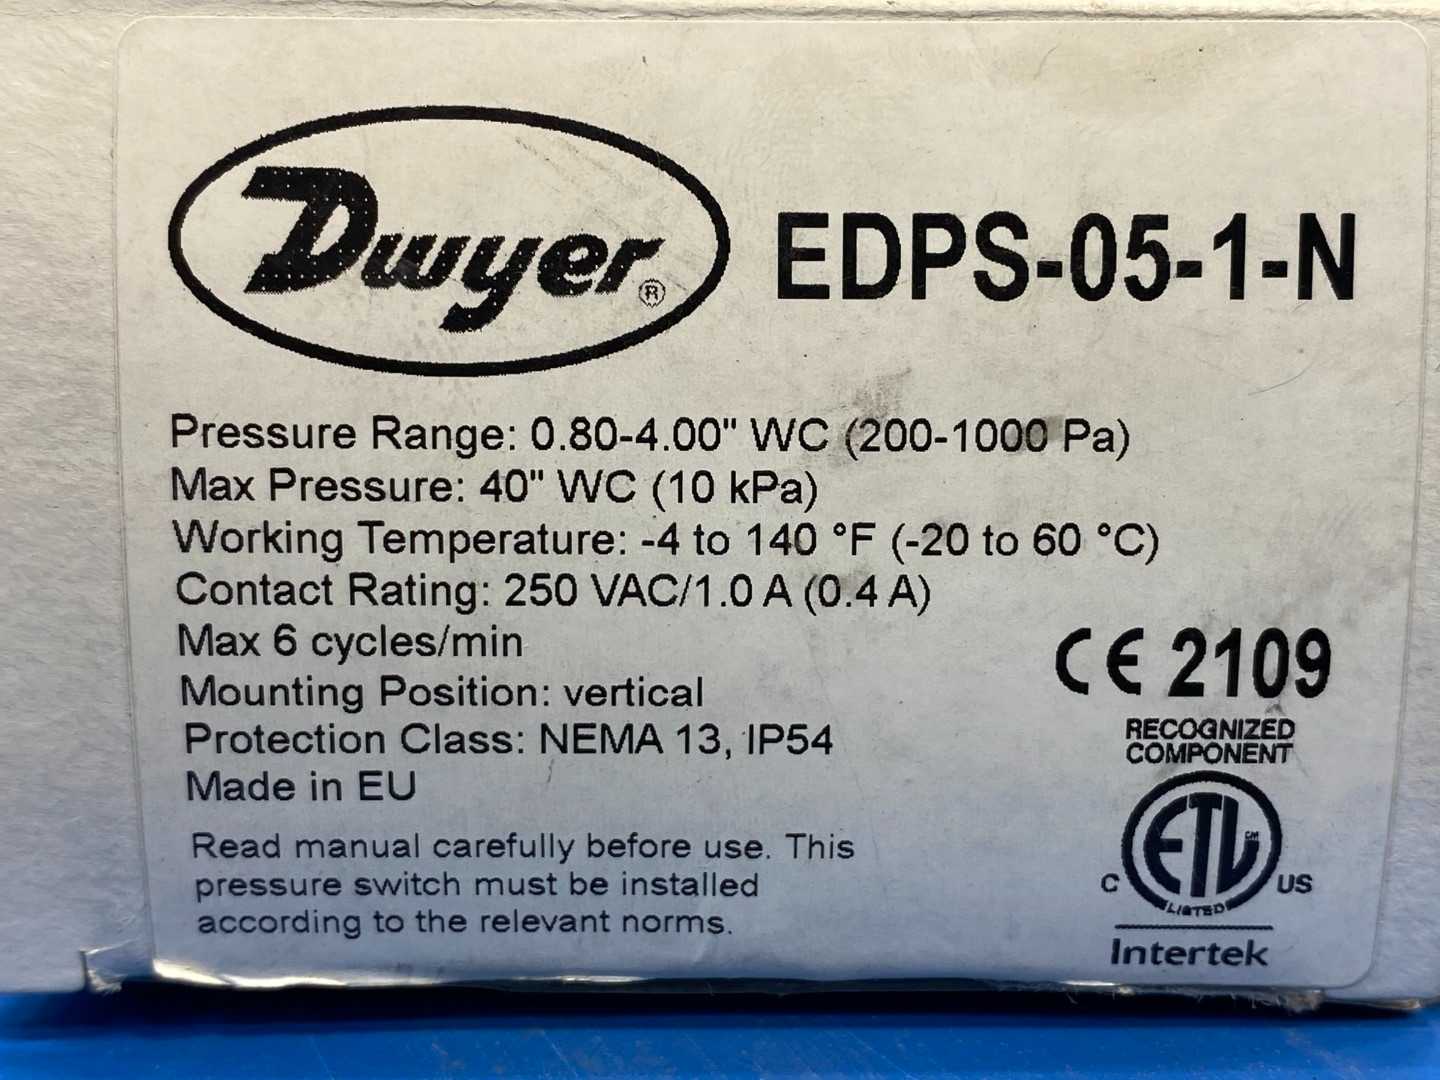 Dwyer ®
EDPS-05-1-N
Pressure Range: 0.80-4.00" WC (200-1000 Pa)
Max Pressure: 40" WC (10 kPa)
Working Temperature: -4 to 140 °F (-20 to 60 °C)
Contact Rating: 250 VAC/1.0 A (0.4 A)
Max 6 cycles/min
Mounting Position: vertical
Protection Class: NEMA 13, IP54
Made in EU
Read manual carefully before use. This
pressure switch must be installed
according to the relevant norms.
CE 2109
RECOGNIZED
COMPONENT
ETL CM
LISTED
C US
Intertek